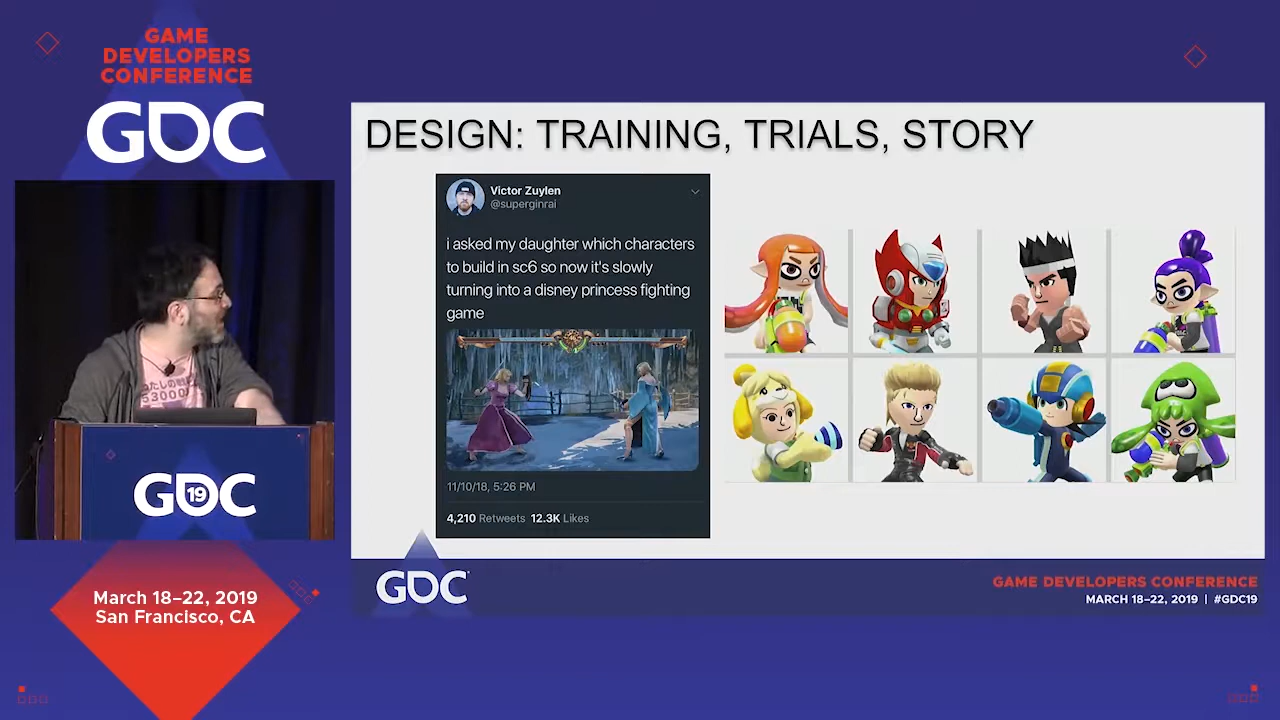 GAME
DEVELOPERS
CONFERENCE
GDC
DESIGN: TRAINING, TRIALS, STORY
Victor Zuylen
@superginrai
i asked my daughter which characters
to build in sc6 so now it's slowly
turning into a disney princess fighting
game
11/10/18, 5:26 PM
4,210 Retweets 12.3K Likes
53000
GDC
19
March 18–22, 2019
San Francisco, CA
GDC
GAME DEVELOPERS CONFERENCE
MARCH 18–22, 2019 | #GDC19